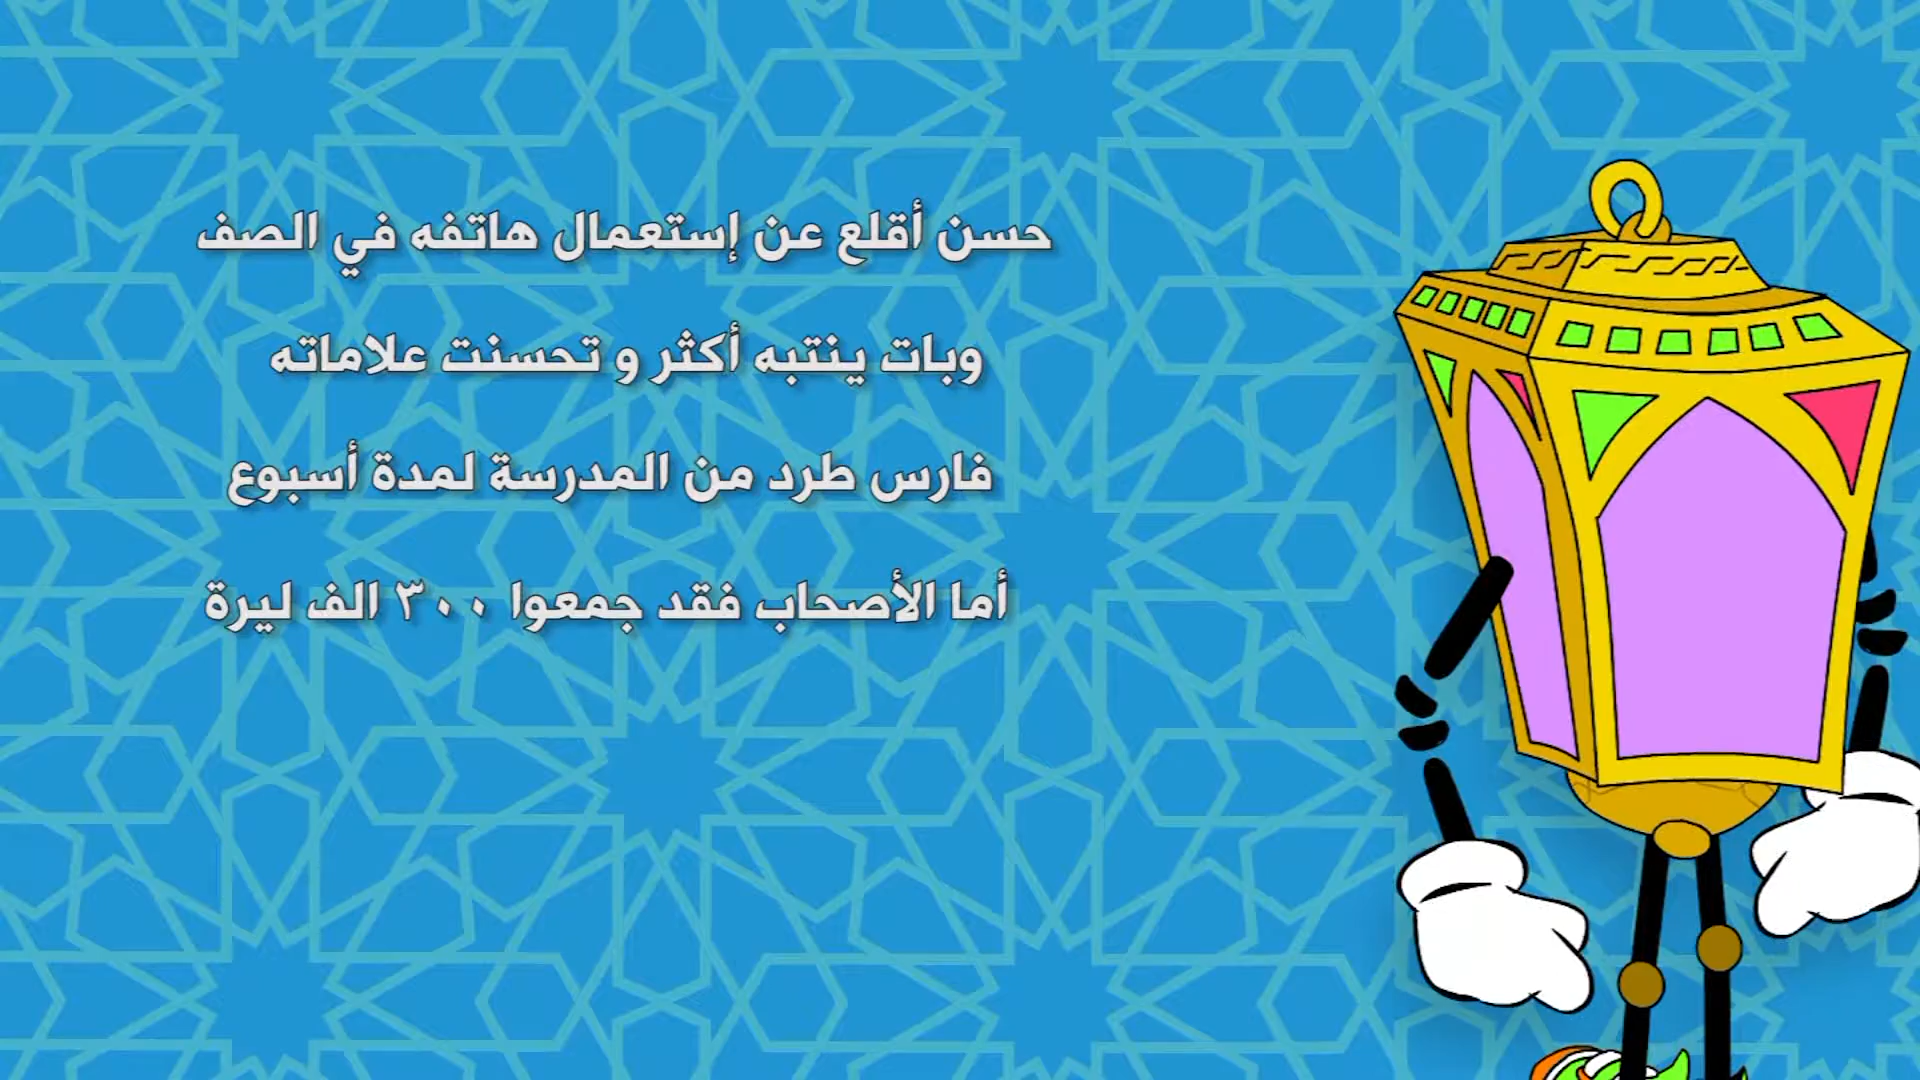 حسن أقلع عن إستعمال هاتفه في الصف
وبات ينتبه أكثر و تحسنت علاماته
فارس طرد من المدرسة لمدة أسبوع
أما الأصحاب فقد جمعوا ٣٠٠ الف ليرة